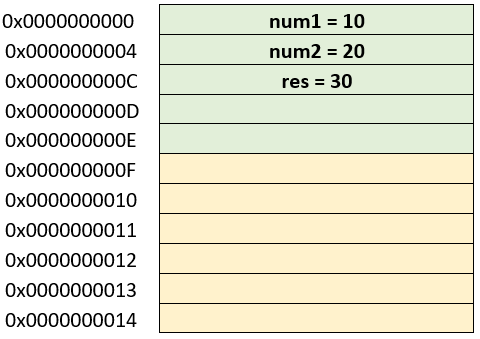 0x0000000000 num1 = 10
0x0000000004 num2 = 20
0x000000000C res = 30
0x000000000D
0x000000000E
0x000000000F
0x0000000010
0x0000000011
0x0000000012
0x0000000013
0x0000000014